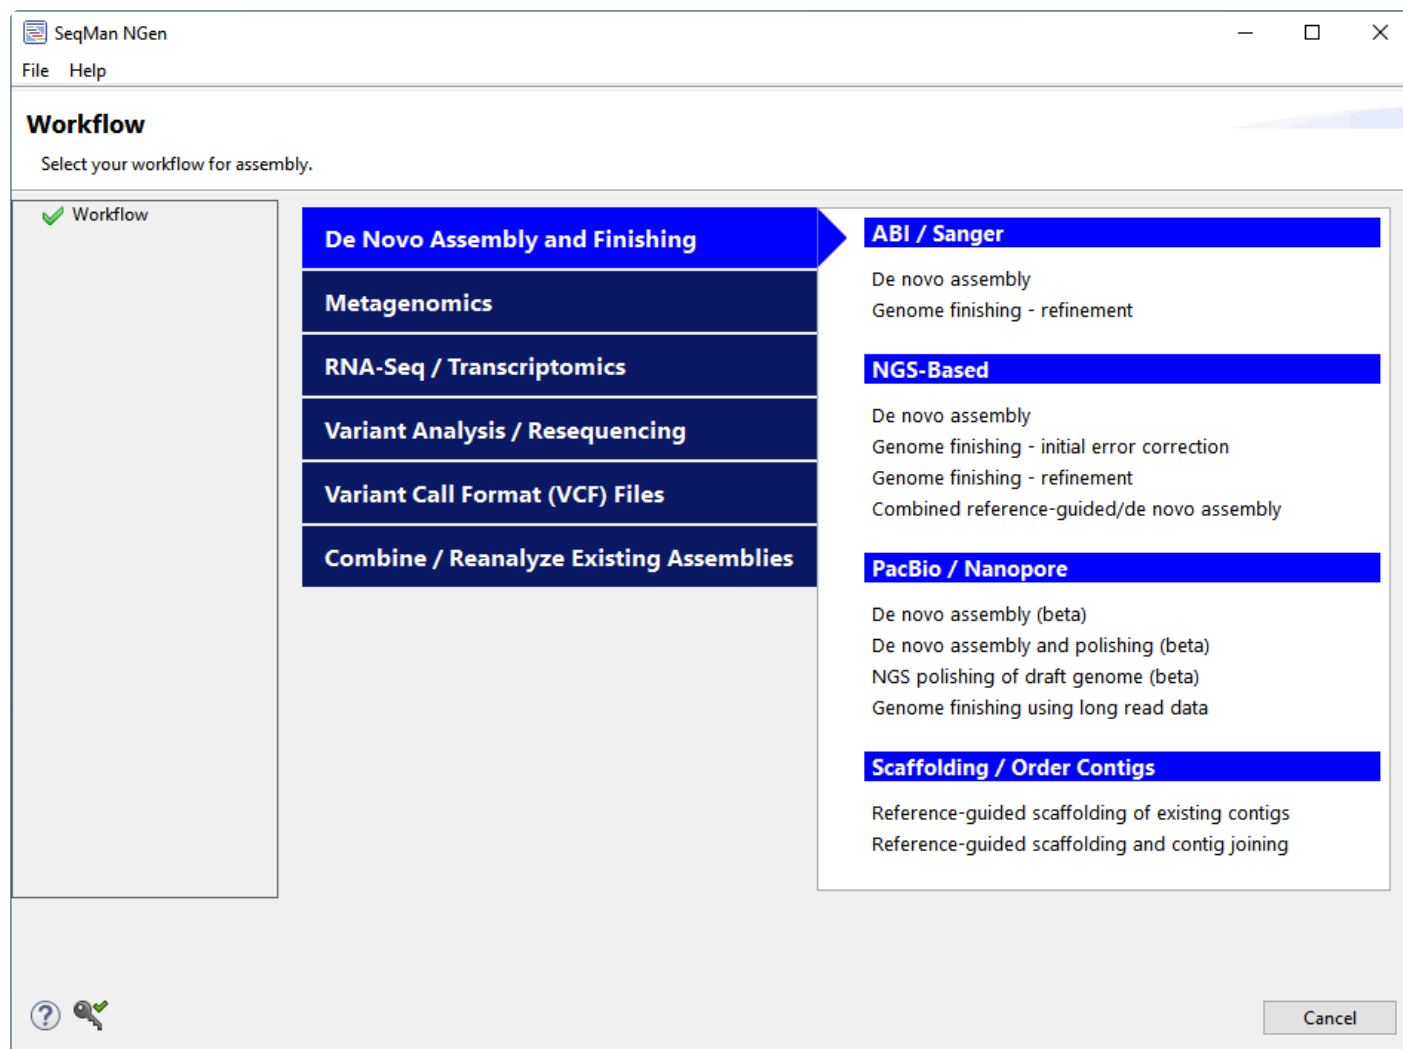 SeqMan NGen
File Help
Workflow
Select your workflow for assembly.
Workflow
De Novo Assembly and Finishing
Metagenomics
RNA-Seq / Transcriptomics
Variant Analysis / Resequencing
Variant Call Format (VCF) Files
Combine / Reanalyze Existing Assemblies
ABI / Sanger
De novo assembly
Genome finishing - refinement
NGS-Based
De novo assembly
Genome finishing - initial error correction
Genome finishing - refinement
Combined reference-guided/de novo assembly
PacBio / Nanopore
De novo assembly (beta)
De novo assembly and polishing (beta)
NGS polishing of draft genome (beta)
Genome finishing using long read data
Scaffolding / Order Contigs
Reference-guided scaffolding of existing contigs
Reference-guided scaffolding and contig joining
?
Cancel